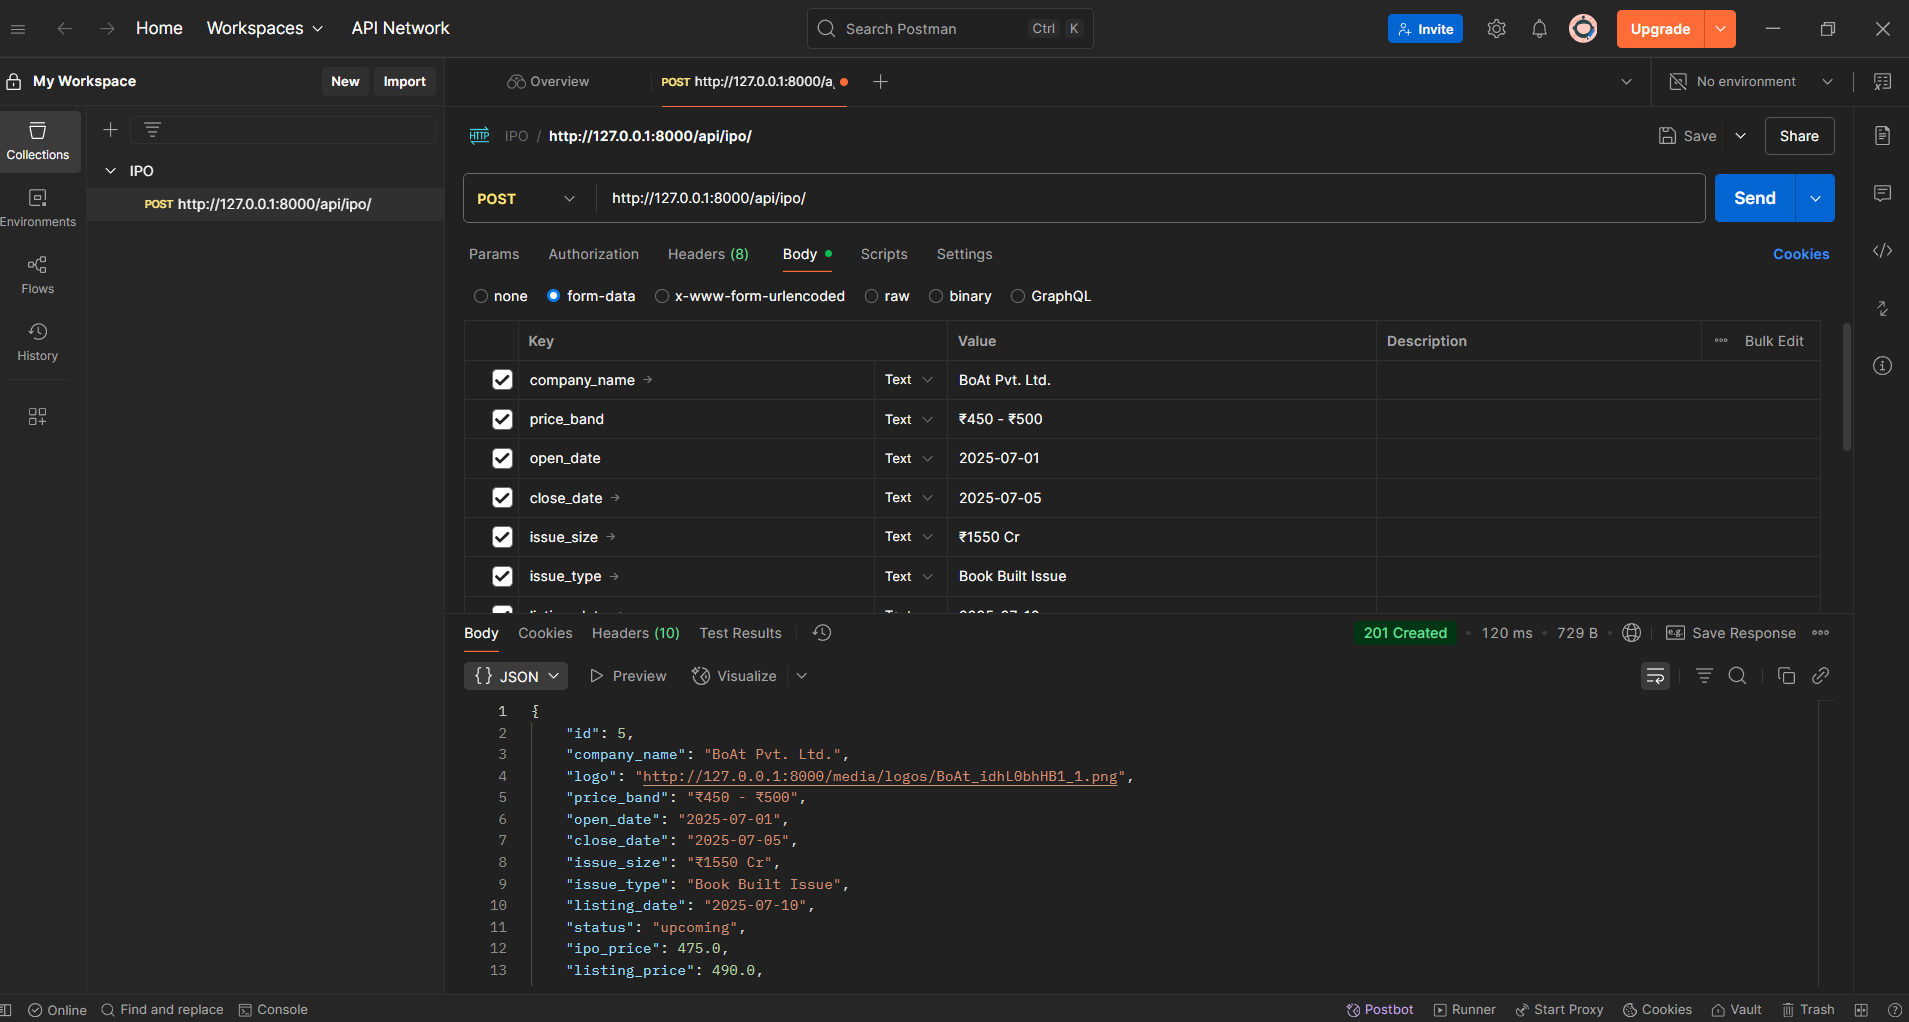 Home Workspaces API Network Search Postman Ctrl K Invite Upgrade
My Workspace New Import Overview POST http://127.0.0.1:8000/a No environment
Collections
Environments
Flows
History
IPO
POST http://127.0.0.1:8000/api/ipo/
HTTP IPO / http://127.0.0.1:8000/api/ipo/ Save Share
POST http://127.0.0.1:8000/api/ipo/ Send
Params Authorization Headers (8) Body Scripts Settings Cookies
none form-data x-www-form-urlencoded raw binary GraphQL
Key Value Description Bulk Edit
company_name Text BoAt Pvt. Ltd.
price_band Text ₹450 - ₹500
open_date Text 2025-07-01
close_date Text 2025-07-05
issue_size Text ₹1550 Cr
issue_type Text Book Built Issue
Body Cookies Headers (10) Test Results 201 Created 120 ms 729 B e.g. Save Response
{} JSON Preview Visualize
1 {
2 "id": 5,
3 "company_name": "BoAt Pvt. Ltd.",
4 "logo": "http://127.0.0.1:8000/media/logos/BoAt_idhL0bhHB1_1.png",
5 "price_band": "₹450 - ₹500",
6 "open_date": "2025-07-01",
7 "close_date": "2025-07-05",
8 "issue_size": "₹1550 Cr",
9 "issue_type": "Book Built Issue",
10 "listing_date": "2025-07-10",
11 "status": "upcoming",
12 "ipo_price": 475.0,
13 "listing_price": 490.0,
Online Find and replace Console Postbot Runner Start Proxy Cookies Vault Trash